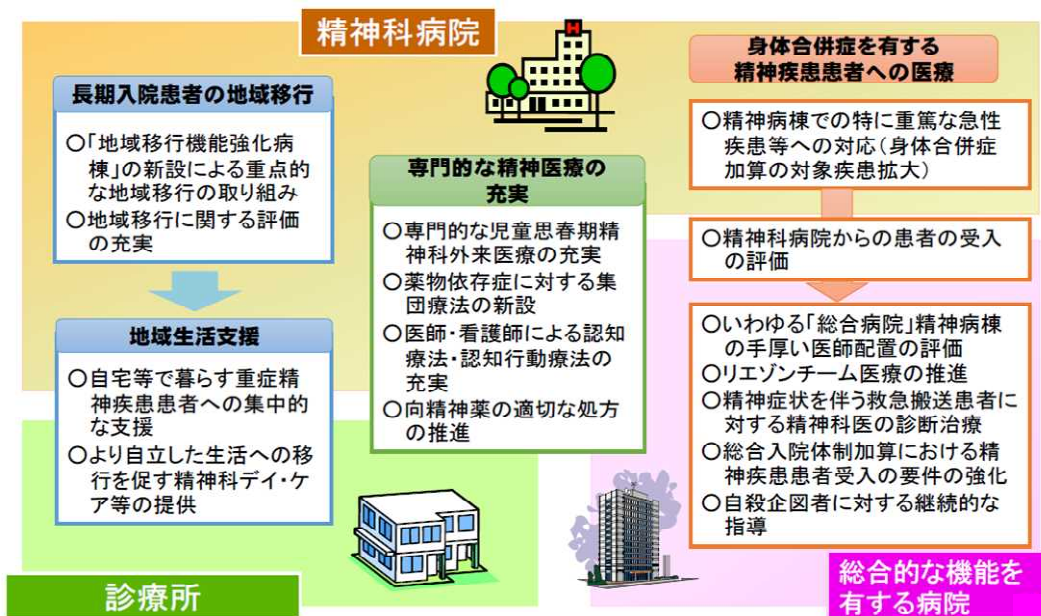 精神科病院
H
長期入院患者の地域移行
○「地域移行機能強化病
棟」の新設による重点的
な地域移行の取り組み
○地域移行に関する評価
の充実
地域生活支援
○自宅等で暮らす重症精
神疾患患者への集中的
な支援
○より自立した生活への移
行を促す精神科デイ・ケ
ア等の提供
診療所
専門的な精神医療の
充実
○専門的な児童思春期精
神科外来医療の充実
○薬物依存症に対する集
団療法の新設
○医師・看護師による認知
療法・認知行動療法の
充実
○向精神薬の適切な処方
の推進
身体合併症を有する
精神疾患患者への医療
○精神病棟での特に重篤な急性
疾患等への対応（身体合併症
加算の対象疾患拡大）
○精神科病院からの患者の受入
の評価
○いわゆる「総合病院」精神病棟
の手厚い医師配置の評価
○リエゾンチーム医療の推進
○精神症状を伴う救急搬送患者に
対する精神科医の診断治療
○総合入院体制加算における精
神疾患患者受入の要件の強化
○自殺企図者に対する継続的な
指導
総合的な機能を
有する病院